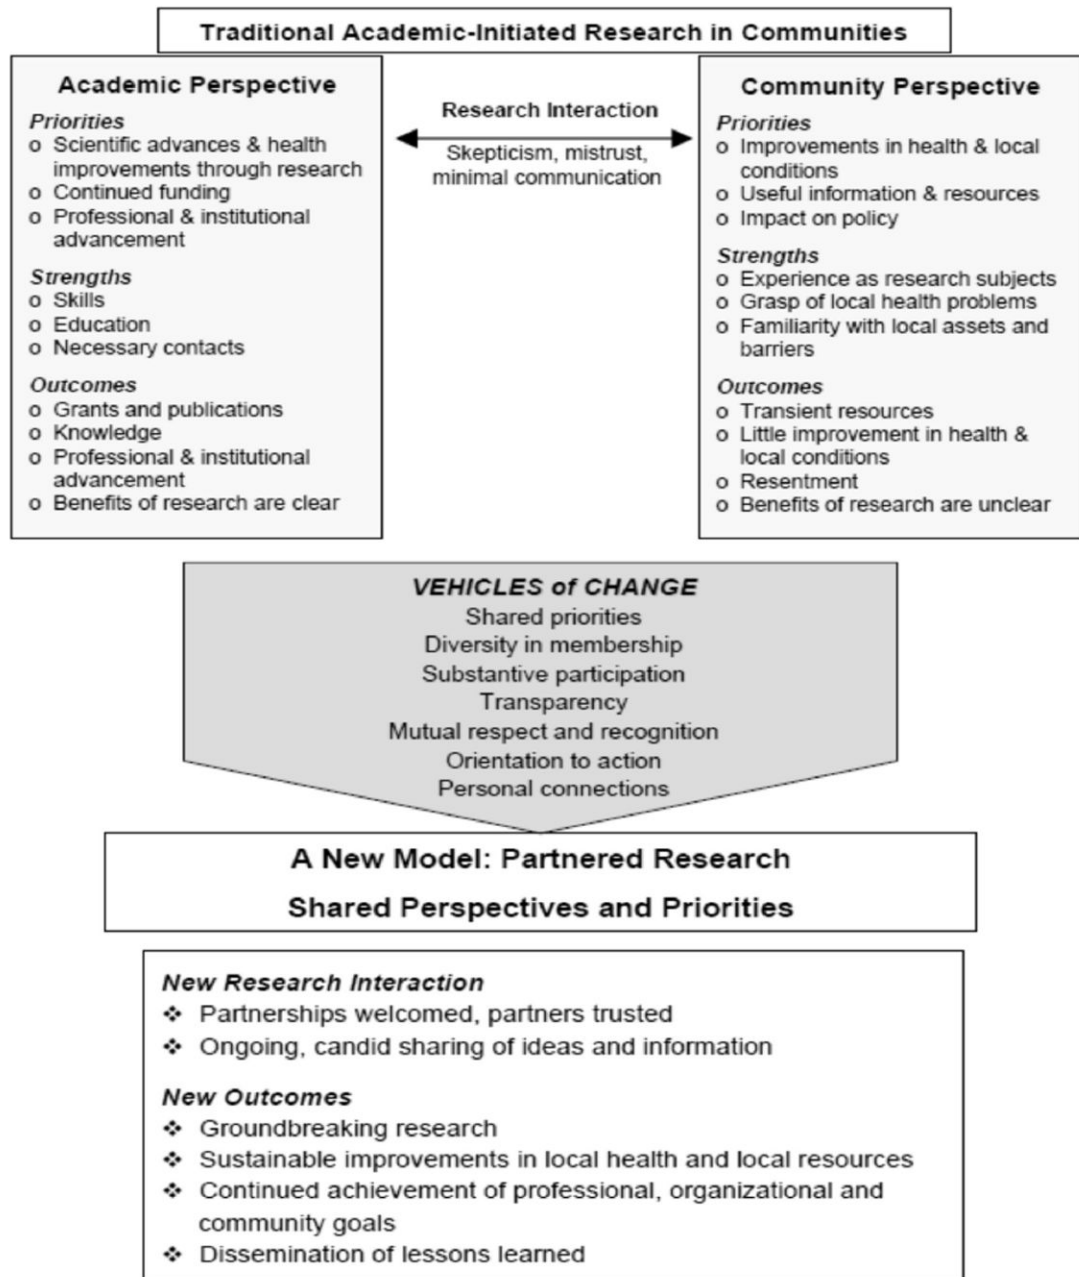 Traditional Academic-Initiated Research in Communities
Academic Perspective
Priorities
o Scientific advances & health
improvements through research
o Continued funding
o Professional & institutional
advancement
Strengths
o Skills
o Education
o Necessary contacts
Outcomes
o Grants and publications
o Knowledge
o Professional & institutional
advancement
o Benefits of research are clear
Research Interaction
Skepticism, mistrust,
minimal communication
Community Perspective
Priorities
o Improvements in health & local
conditions
o Useful information & resources
o Impact on policy
Strengths
o Experience as research subjects
o Grasp of local health problems
o Familiarity with local assets and
barriers
Outcomes
o Transient resources
o Little improvement in health &
local conditions
o Resentment
o Benefits of research are unclear
VEHICLES of CHANGE
Shared priorities
Diversity in membership
Substantive participation
Transparency
Mutual respect and recognition
Orientation to action
Personal connections
A New Model: Partnered Research
Shared Perspectives and Priorities
New Research Interaction
❖ Partnerships welcomed, partners trusted
❖ Ongoing, candid sharing of ideas and information
New Outcomes
❖ Groundbreaking research
❖ Sustainable improvements in local health and local resources
❖ Continued achievement of professional, organizational and
community goals
❖ Dissemination of lessons learned